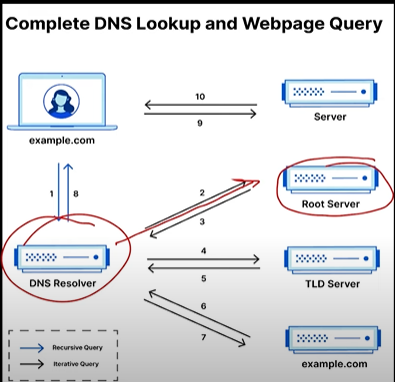 Complete DNS Lookup and Webpage Query
10
9
Server
example.com
1
8
2
3
Root Server
DNS Resolver
4
5
TLD Server
6
7
example.com
Recursive Query
Iterative Query